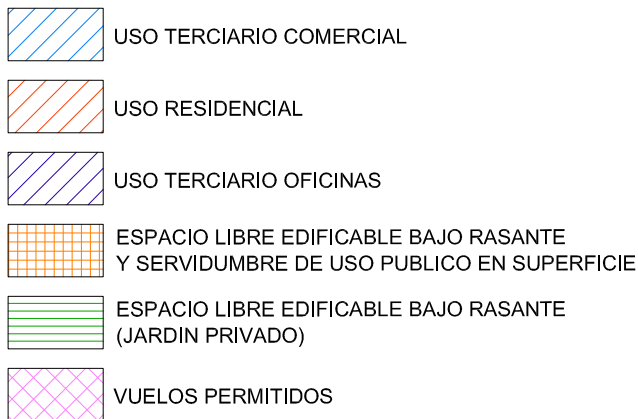 USO TERCIARIO COMERCIAL
USO RESIDENCIAL
USO TERCIARIO OFICINAS
ESPACIO LIBRE EDIFICABLE BAJO RASANTE
Y SERVIDUMBRE DE USO PUBLICO EN SUPERFICIE
ESPACIO LIBRE EDIFICABLE BAJO RASANTE
(JARDIN PRIVADO)
VUELOS PERMITIDOS